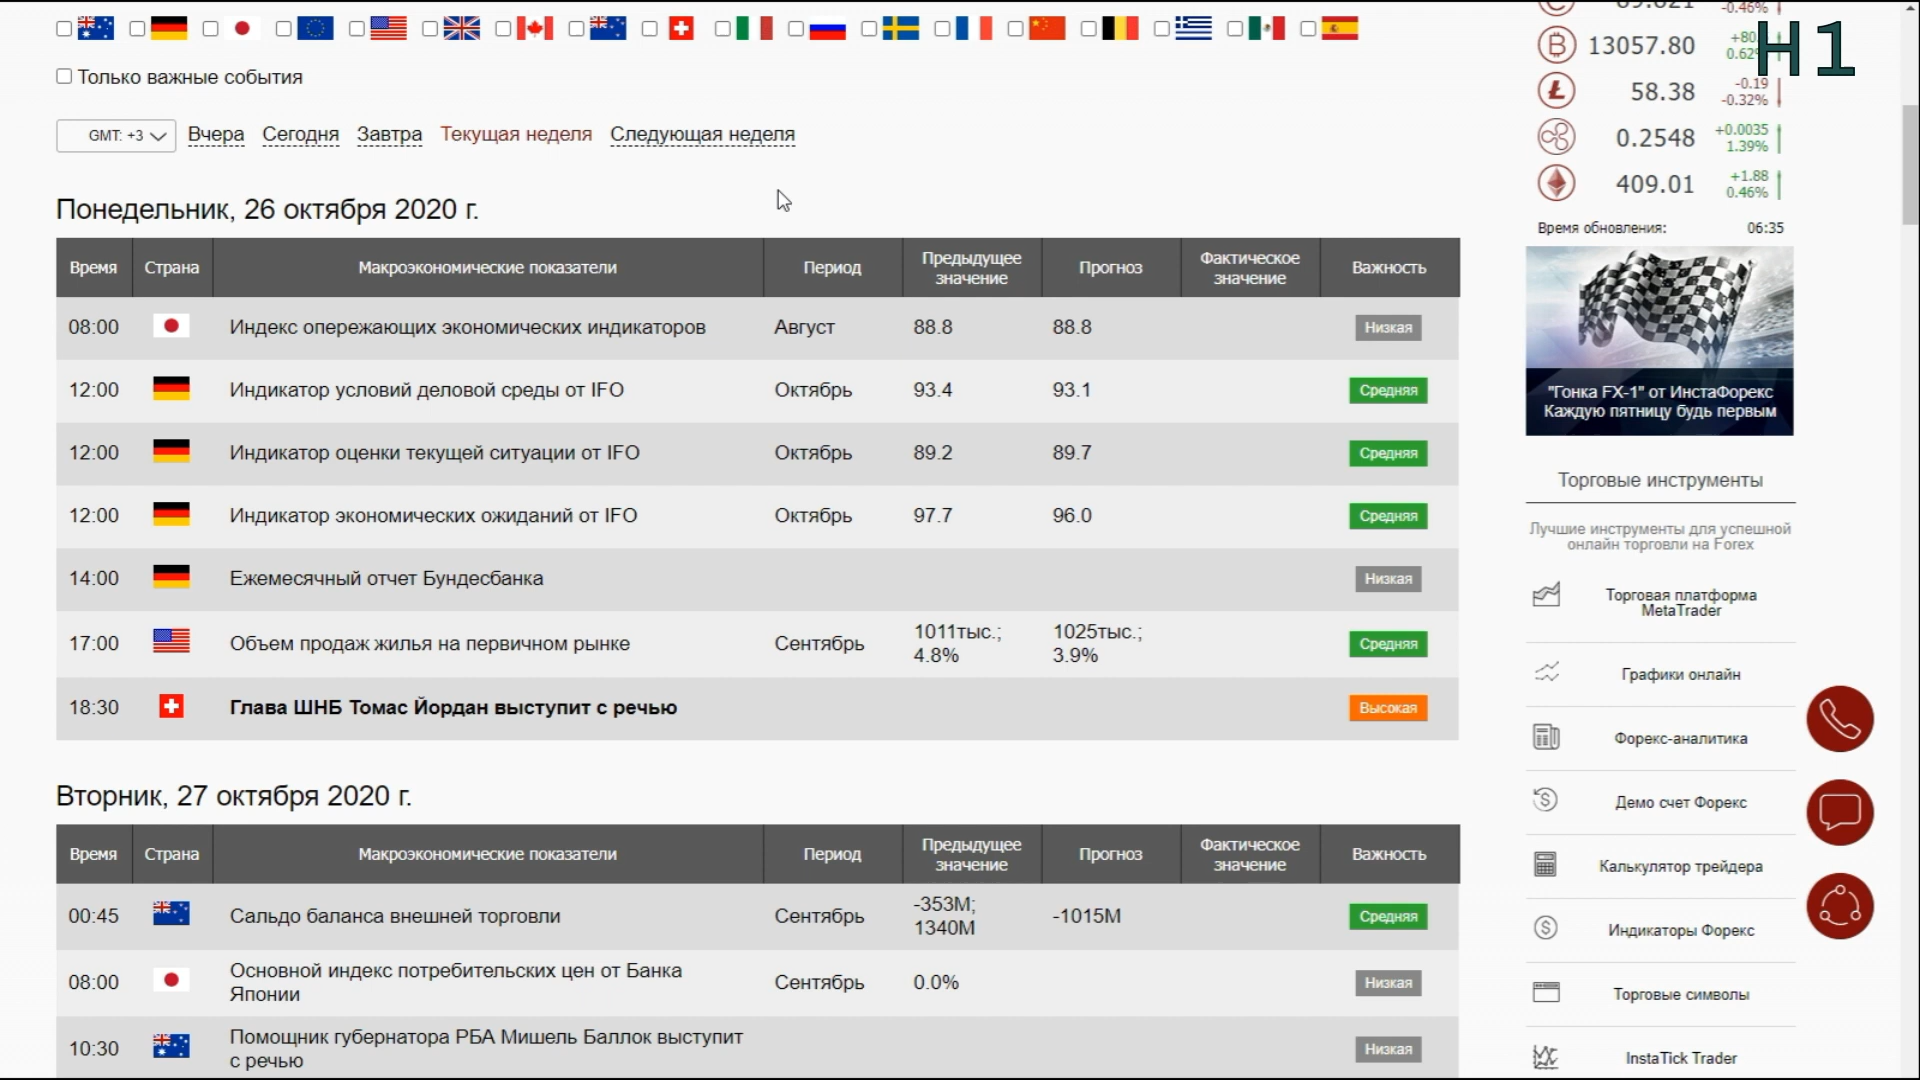 Только важные события
GMT: +3 Вчера Сегодня Завтра Текущая неделя Следующая неделя
Понедельник, 26 октября 2020 г.
Время Страна Макроэкономические показатели Период Предыдущее значение Прогноз Фактическое значение Важность
08:00 Индекс опережающих экономических индикаторов Август 88.8 88.8 Низкая
12:00 Индикатор условий деловой среды от IFO Октябрь 93.4 93.1 Средняя
12:00 Индикатор оценки текущей ситуации от IFO Октябрь 89.2 89.7 Средняя
12:00 Индикатор экономических ожиданий от IFO Октябрь 97.7 96.0 Средняя
14:00 Ежемесячный отчет Бундесбанка Низкая
17:00 Объем продаж жилья на первичном рынке Сентябрь 1011тыс.; 4.8% 1025тыс.; 3.9% Средняя
18:30 Глава ШНБ Томас Йордан выступит с речью Высокая
Вторник, 27 октября 2020 г.
Время Страна Макроэкономические показатели Период Предыдущее значение Прогноз Фактическое значение Важность
00:45 Сальдо баланса внешней торговли Сентябрь -353М; 1340М -1015М Средняя
08:00 Основной индекс потребительских цен от Банка Японии Сентябрь 0.0% Низкая
10:30 Помощник губернатора РБА Мишель Баллок выступит с речью Низкая
-0.46%
13057.80 +80. 0.62
H1
58.38 -0.19 -0.32%
0.2548 +0.0035 1.39%
409.01 +1.88 0.46%
Время обновления: 06:35
"Гонка FX-1" от ИнстаФорекс
Каждую пятницу будь первым
Торговые инструменты
Лучшие инструменты для успешной
онлайн торговли на Forex
Торговая платформа
MetaTrader
Графики онлайн
Форекс-аналитика
Демо счет Форекс
Калькулятор трейдера
Индикаторы Форекс
Торговые символы
InstaTick Trader